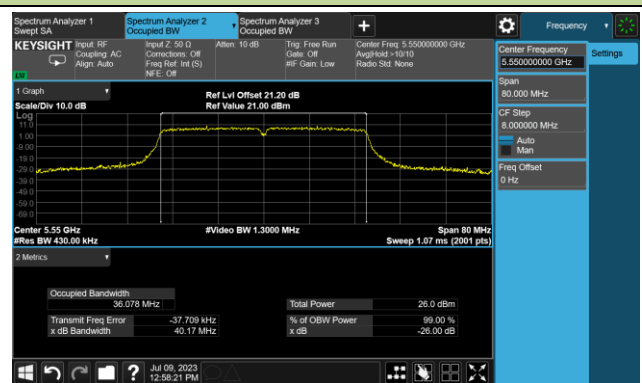 Spectrum Analyzer 1
Swept SA
Spectrum Analyzer 2
Occupied BW
Spectrum Analyzer 3
Occupied BW
+
Frequency
KEYSIGHT
Input: RF
Coupling: AC
Align: Auto
Input Z: 50 Ω
Corrections: Off
Freq Ref: Int (S)
NFE: Off
Atten: 10 dB
Trig: Free Run
Gate: Off
#IF Gain: Low
Center Freq: 5.550000000 GHz
Avg|Hold:>10/10
Radio Std: None
Center Frequency
5.550000000 GHz
Settings
Span
80.000 MHz
CF Step
8.000000 MHz
Auto
Man
Freq Offset
0 Hz
1 Graph
Scale/Div 10.0 dB
Ref Lvl Offset 21.20 dB
Ref Value 21.00 dBm
Log
11.0
1.00
-9.00
-19.0
-29.0
-39.0
-49.0
-59.0
-69.0
Center 5.55 GHz
#Res BW 430.00 kHz
#Video BW 1.3000 MHz
Span 80 MHz
Sweep 1.07 ms (2001 pts)
2 Metrics
Occupied Bandwidth
36.078 MHz
Total Power 26.0 dBm
Transmit Freq Error -37.709 kHz
% of OBW Power 99.00 %
x dB Bandwidth 40.17 MHz
x dB -26.00 dB
?
Jul 09, 2023
12:58:21 PM